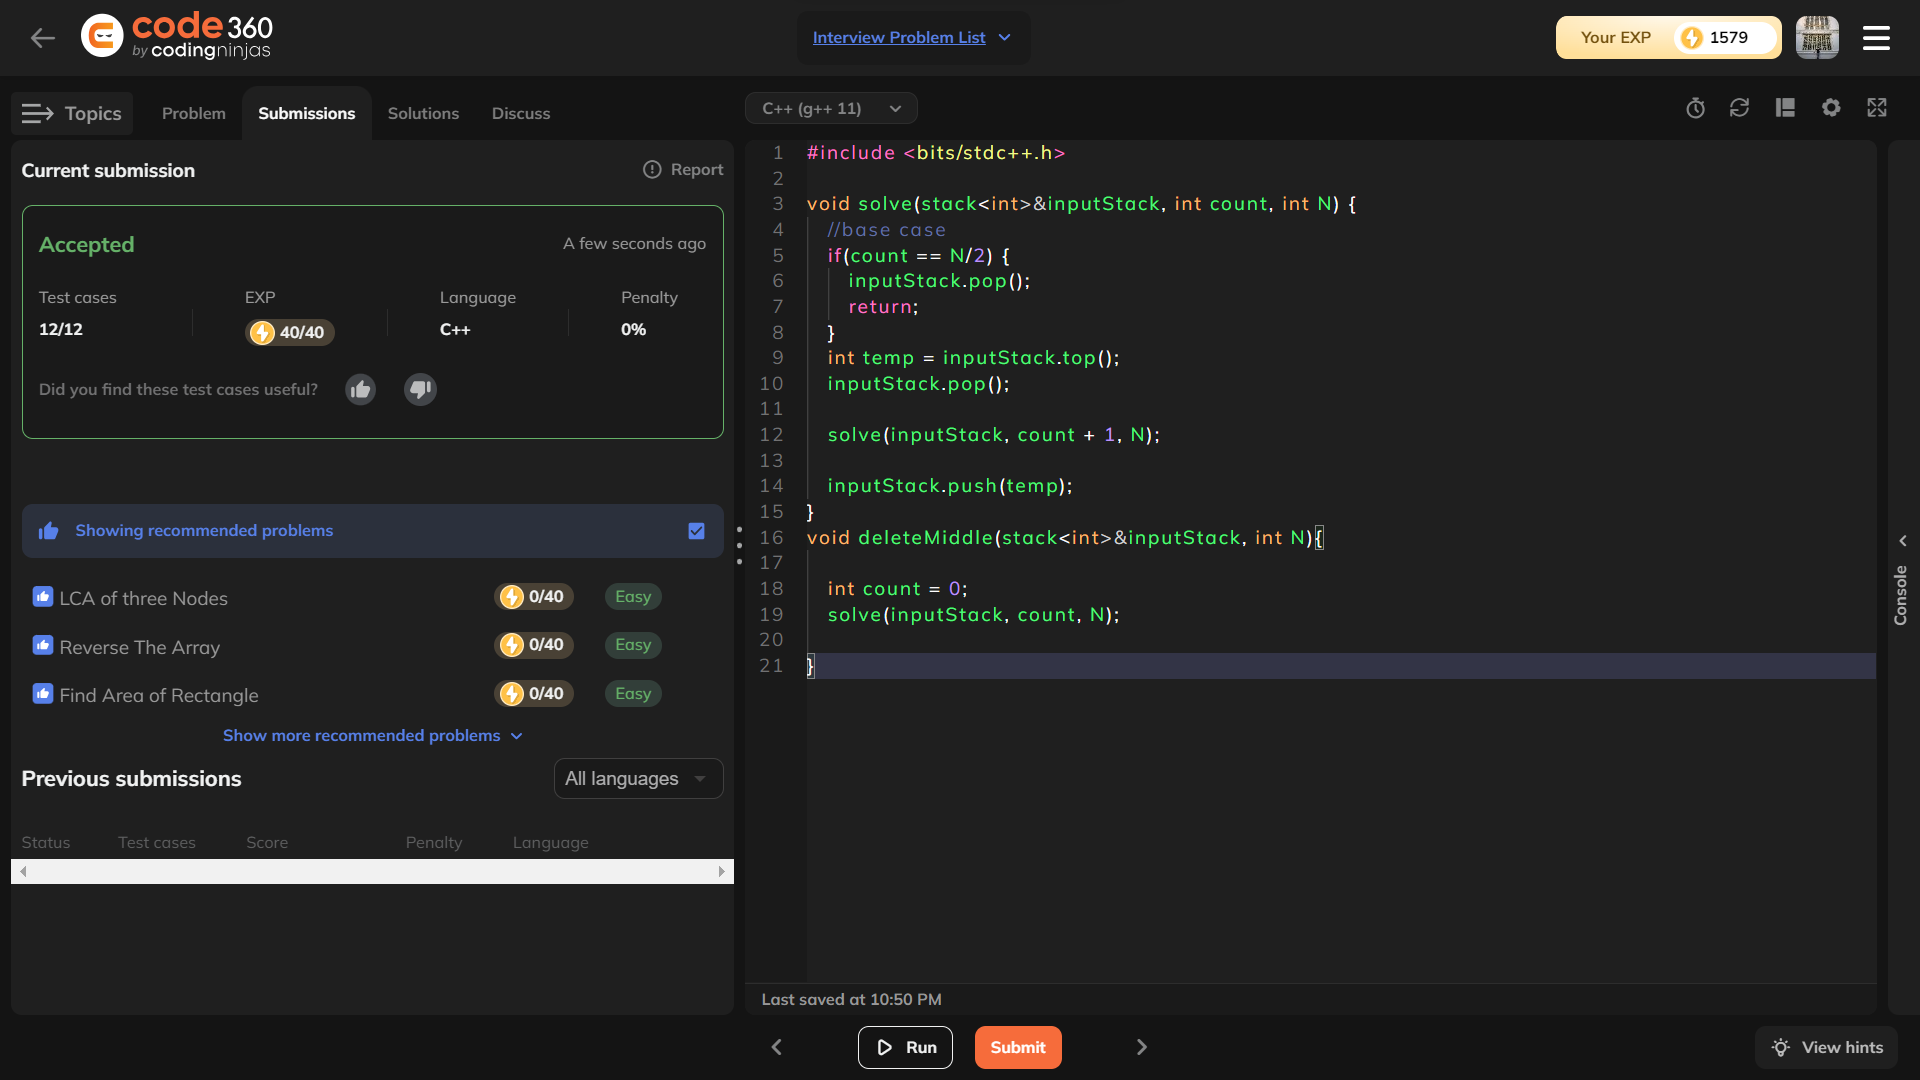 code 360
by codingninjas
Interview Problem List
Your EXP
1579
Topics
Problem
Submissions
Solutions
Discuss
Current submission
Report
Accepted
A few seconds ago
Test cases
EXP
Language
Penalty
12/12
40/40
C++
0%
Did you find these test cases useful?
Showing recommended problems
LCA of three Nodes
0/40
Easy
Reverse The Array
0/40
Easy
Find Area of Rectangle
0/40
Easy
Show more recommended problems
Previous submissions
All languages
Status
Test cases
Score
Penalty
Language
C++ (g++ 11)
1 #include <bits/stdc++.h>
2
3 void solve(stack<int>&inputStack, int count, int N) {
4 //base case
5 if(count == N/2) {
6 inputStack.pop();
7 return;
8 }
9 int temp = inputStack.top();
10 inputStack.pop();
11
12 solve(inputStack, count + 1, N);
13
14 inputStack.push(temp);
15 }
16 void deleteMiddle(stack<int>&inputStack, int N){
17
18 int count = 0;
19 solve(inputStack, count, N);
20
21 }
Console
Last saved at 10:50 PM
Run
Submit
View hints